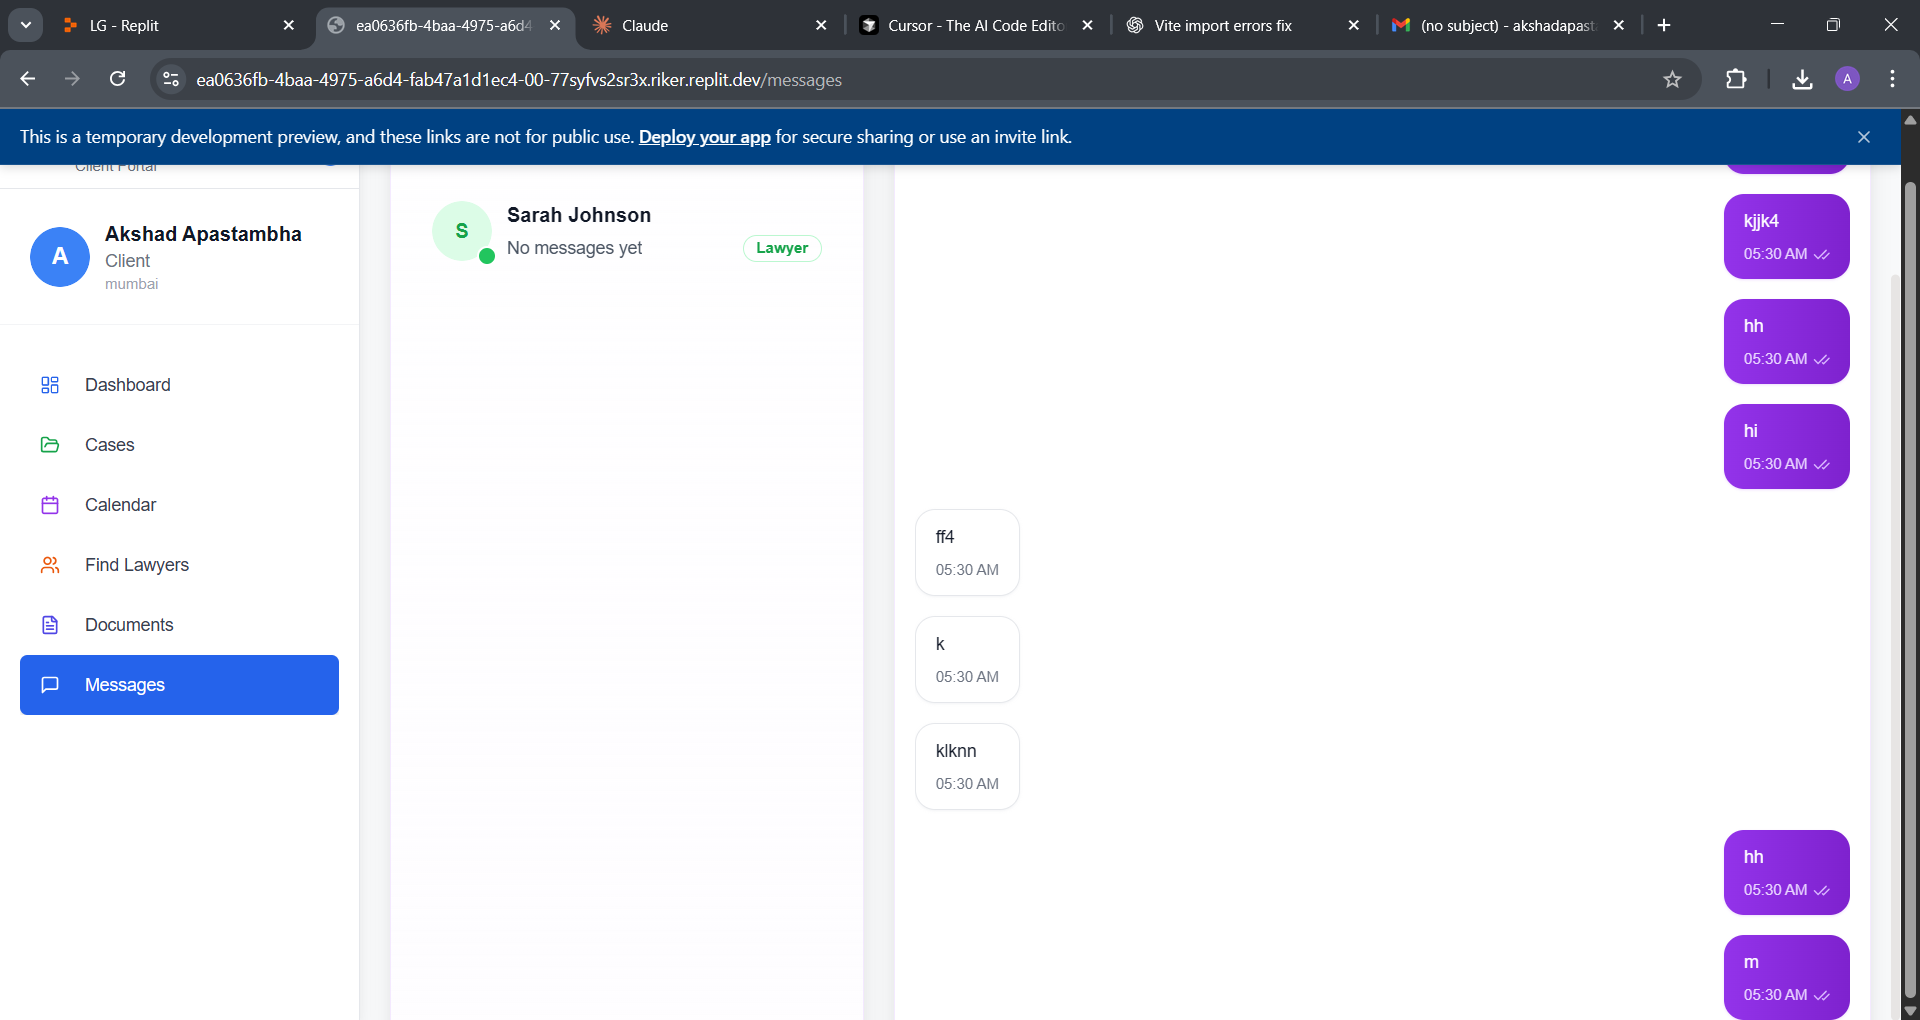 LG - Replit
ea0636fb-4baa-4975-a6d4
Claude
Cursor - The AI Code Edito
Vite import errors fix
(no subject) - akshadapast
ea0636fb-4baa-4975-a6d4-fab47a1d1ec4-00-77syfvs2sr3x.riker.replit.dev/messages
A
This is a temporary development preview, and these links are not for public use. Deploy your app for secure sharing or use an invite link.
Client Portal
A
Akshad Apastambha
Client
mumbai
Dashboard
Cases
Calendar
Find Lawyers
Documents
Messages
S
Sarah Johnson
No messages yet
Lawyer
kjjk4
05:30 AM
hh
05:30 AM
hi
05:30 AM
ff4
05:30 AM
k
05:30 AM
klknn
05:30 AM
hh
05:30 AM
m
05:30 AM